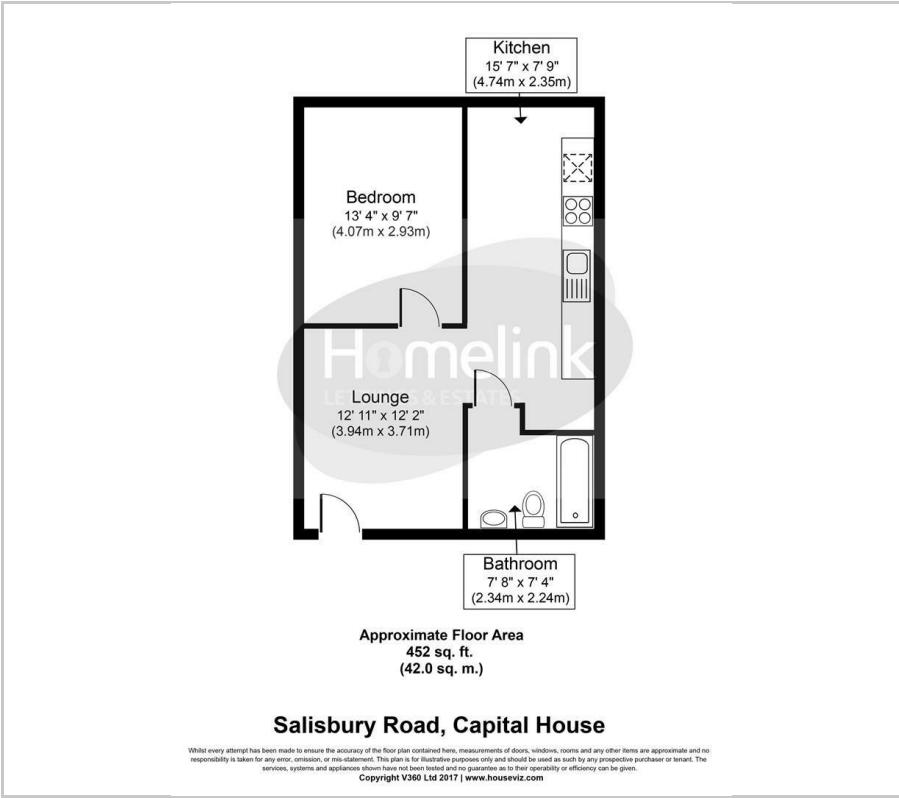 Kitchen
15' 7" x 7' 9"
(4.74m x 2.35m)
Bedroom
13' 4" x 9' 7"
(4.07m x 2.93m)
Homelink
LETTINGS & ESTATES
Lounge
12' 11" x 12' 2"
(3.94m x 3.71m)
Bathroom
7' 8" x 7' 4"
(2.34m x 2.24m)
Approximate Floor Area
452 sq. ft.
(42.0 sq. m.)
Salisbury Road, Capital House
Whilst every attempt has been made to ensure the accuracy of the floor plan contained here, measurements of doors, windows, rooms and any other items are approximate and no
responsibility is taken for any error, omission, or mis-statement. This plan is for illustrative purposes only and should be used as such by any prospective purchaser or tenant. The
services, systems and appliances shown have not been tested and no guarantee as to their operability or efficiency can be given.
Copyright V360 Ltd 2017 | www.houseviz.com